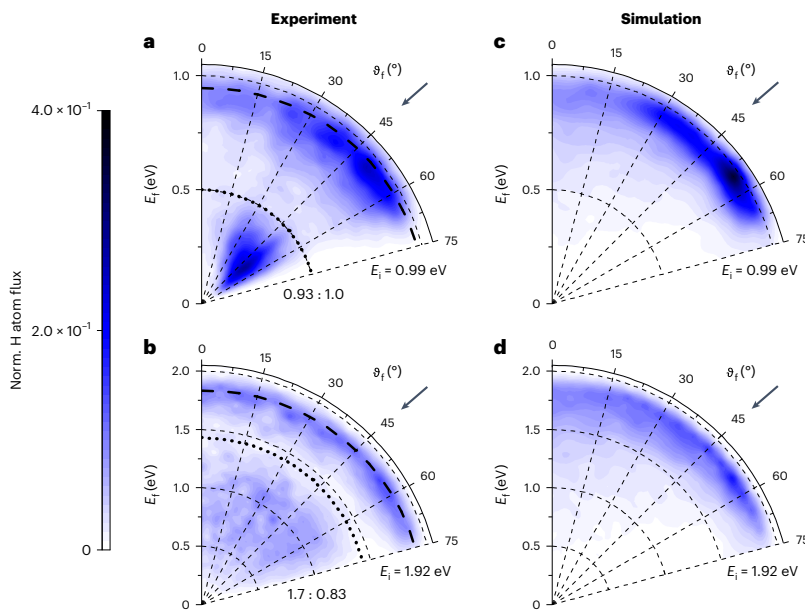 Experiment
Simulation
a
0
15
30
ϑf (°)
45
60
75
1.0
0.5
0
Ef (eV)
Ei = 0.99 eV
0.93 : 1.0
c
0
15
30
ϑf (°)
45
60
75
1.0
0.5
0
Ef (eV)
Ei = 0.99 eV
4.0 × 10⁻¹
2.0 × 10⁻¹
0
Norm. H atom flux
b
0
15
30
ϑf (°)
45
60
75
2.0
1.5
1.0
0.5
0
Ef (eV)
Ei = 1.92 eV
1.7 : 0.83
d
0
15
30
ϑf (°)
45
60
75
2.0
1.5
1.0
0.5
0
Ef (eV)
Ei = 1.92 eV